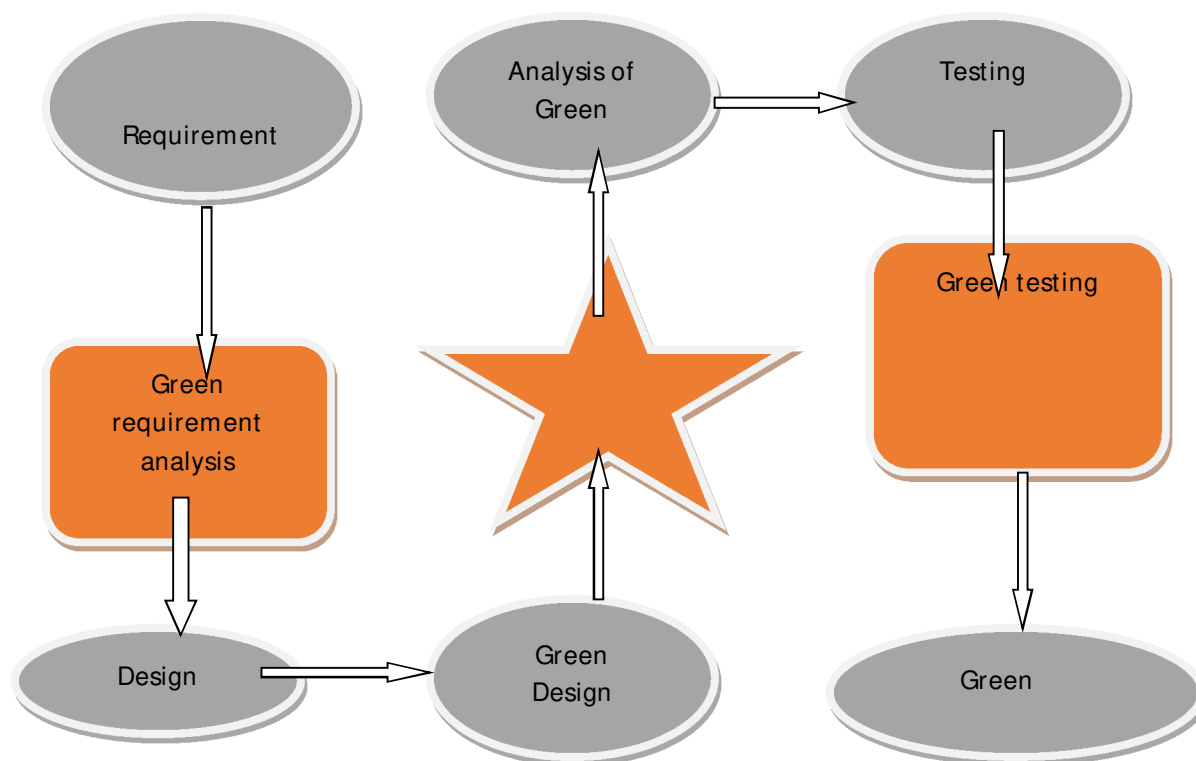 Requirement
Green
requirement
analysis
Design
Green
Design
Analysis of
Green
Testing
Green testing
Green